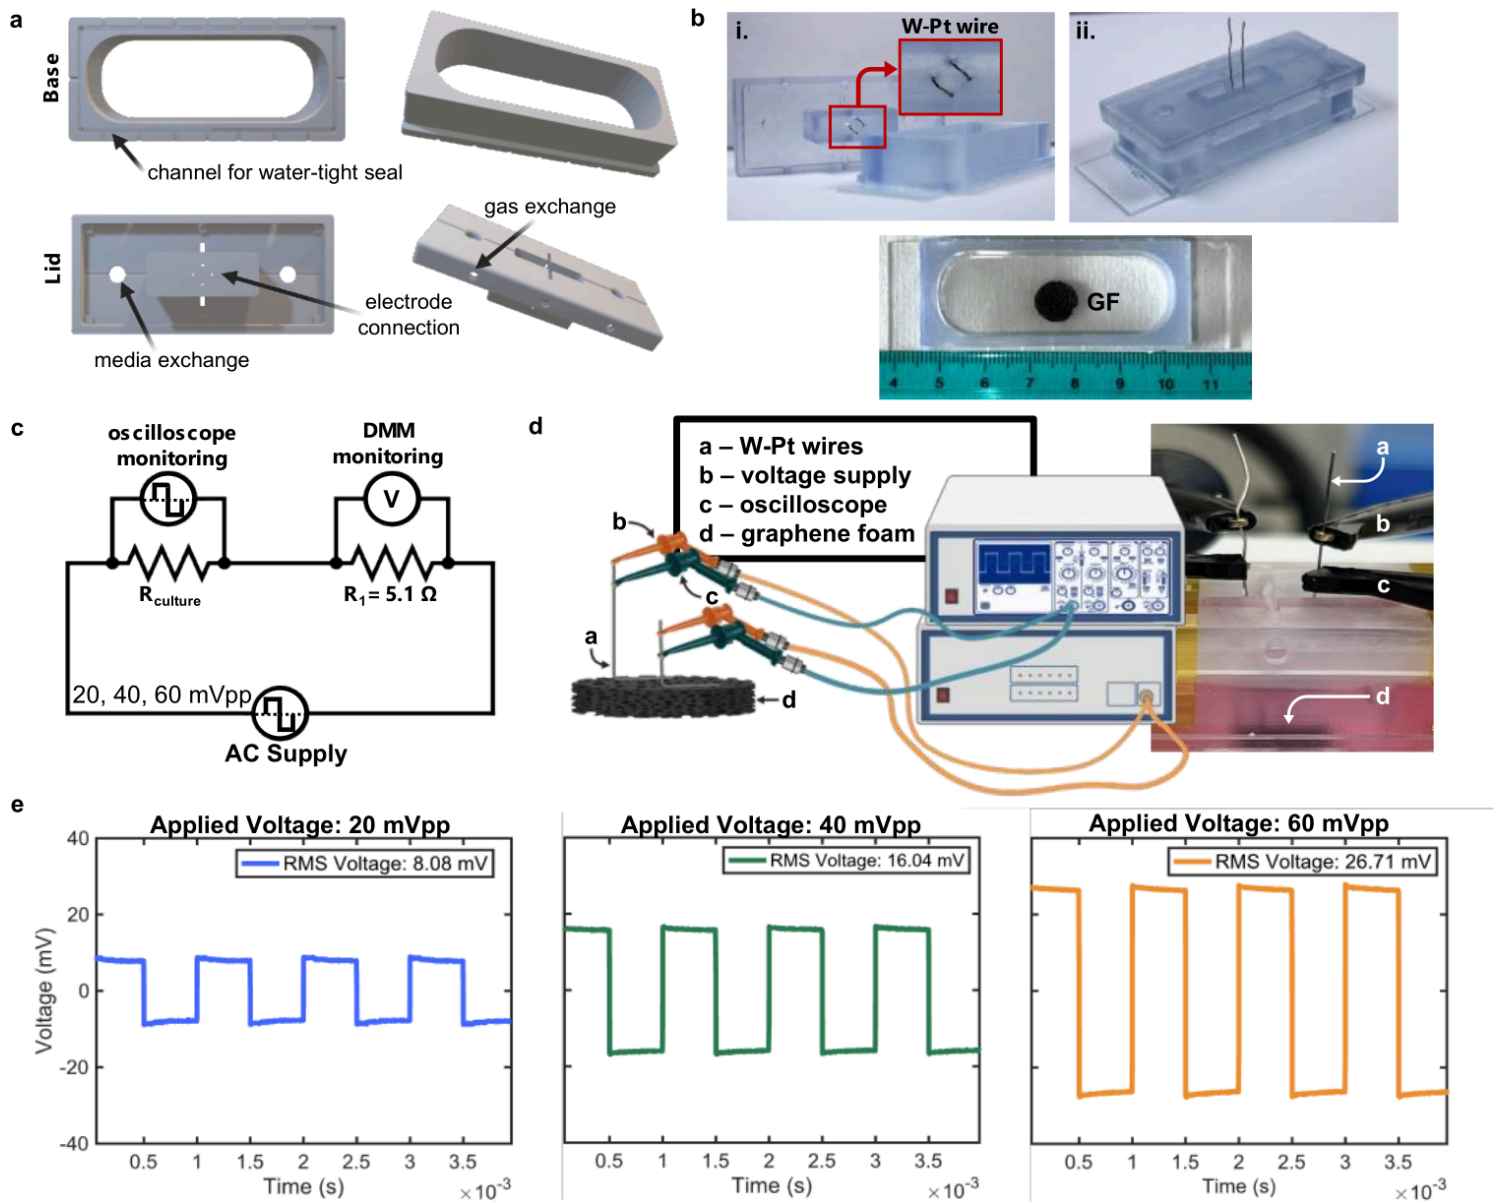 a
Base
channel for water-tight seal
gas exchange
Lid
electrode
connection
media exchange
b
i.
W-Pt wire
ii.
GF
4 5 6 7 8 9 10 11
c
oscilloscope
monitoring
DMM
monitoring
V
Rculture
R1 = 5.1 Ω
20, 40, 60 mVpp
AC Supply
d
a – W-Pt wires
b – voltage supply
c – oscilloscope
d – graphene foam
b
c
a
d
a
b
c
d
e
Applied Voltage: 20 mVpp
RMS Voltage: 8.08 mV
Voltage (mV)
40
20
0
-20
-40
0.5 1 1.5 2 2.5 3 3.5
Time (s)
×10-3
Applied Voltage: 40 mVpp
RMS Voltage: 16.04 mV
0.5 1 1.5 2 2.5 3 3.5
Time (s)
×10-3
Applied Voltage: 60 mVpp
RMS Voltage: 26.71 mV
0.5 1 1.5 2 2.5 3 3.5
Time (s)
×10-3